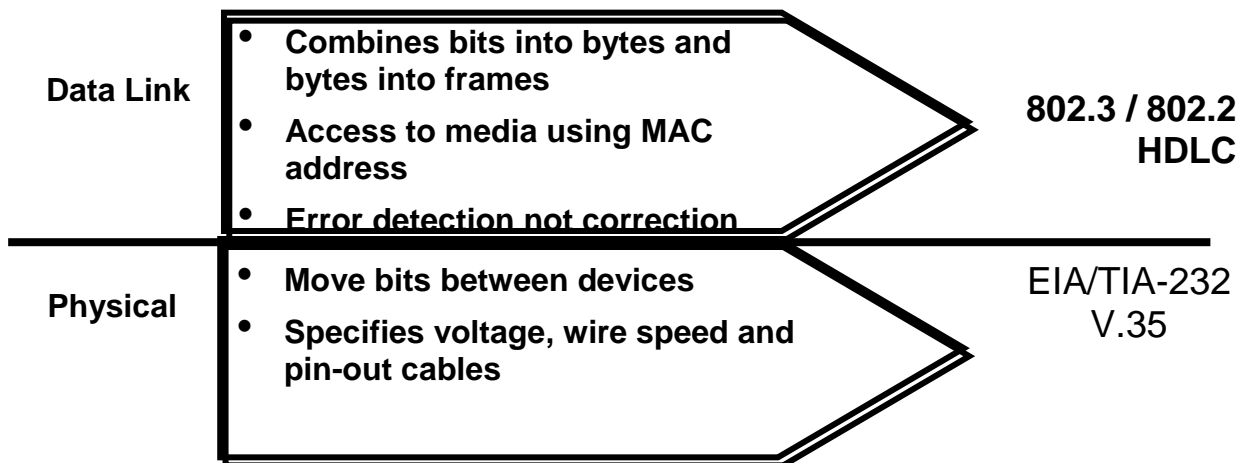 Data Link
• Combines bits into bytes and
bytes into frames
• Access to media using MAC
address
• Error detection not correction
802.3 / 802.2
HDLC
Physical
• Move bits between devices
• Specifies voltage, wire speed and
pin-out cables
EIA/TIA-232
V.35